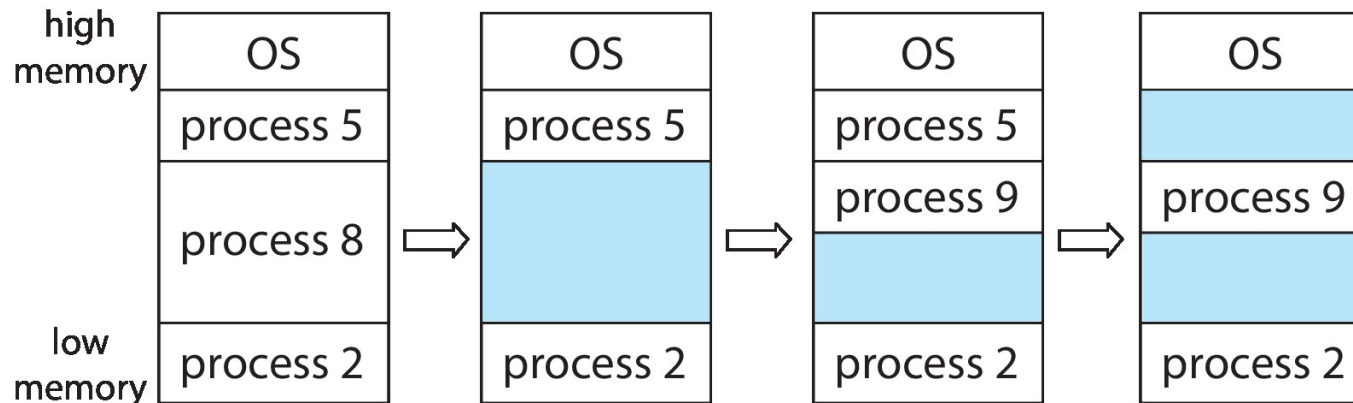 high
memory
OS
process 5
process 8
low
memory
process 2
OS
process 5
process 2
OS
process 5
process 9
process 2
OS
process 9
process 2